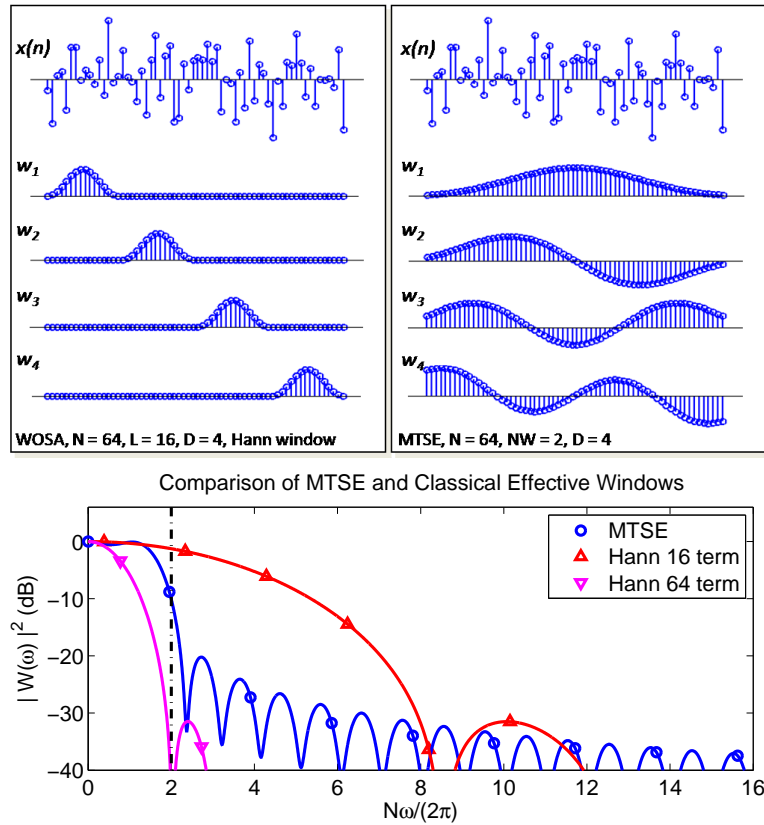 x(n)
w1
w2
w3
w4
WOSA, N = 64, L = 16, D = 4, Hann window
x(n)
w1
w2
w3
w4
MTSE, N = 64, NW = 2, D = 4
Comparison of MTSE and Classical Effective Windows
| W(ω) |² (dB)
0
−10
−20
−30
−40
MTSE
Hann 16 term
Hann 64 term
0 2 4 6 8 10 12 14 16
Nω/(2π)